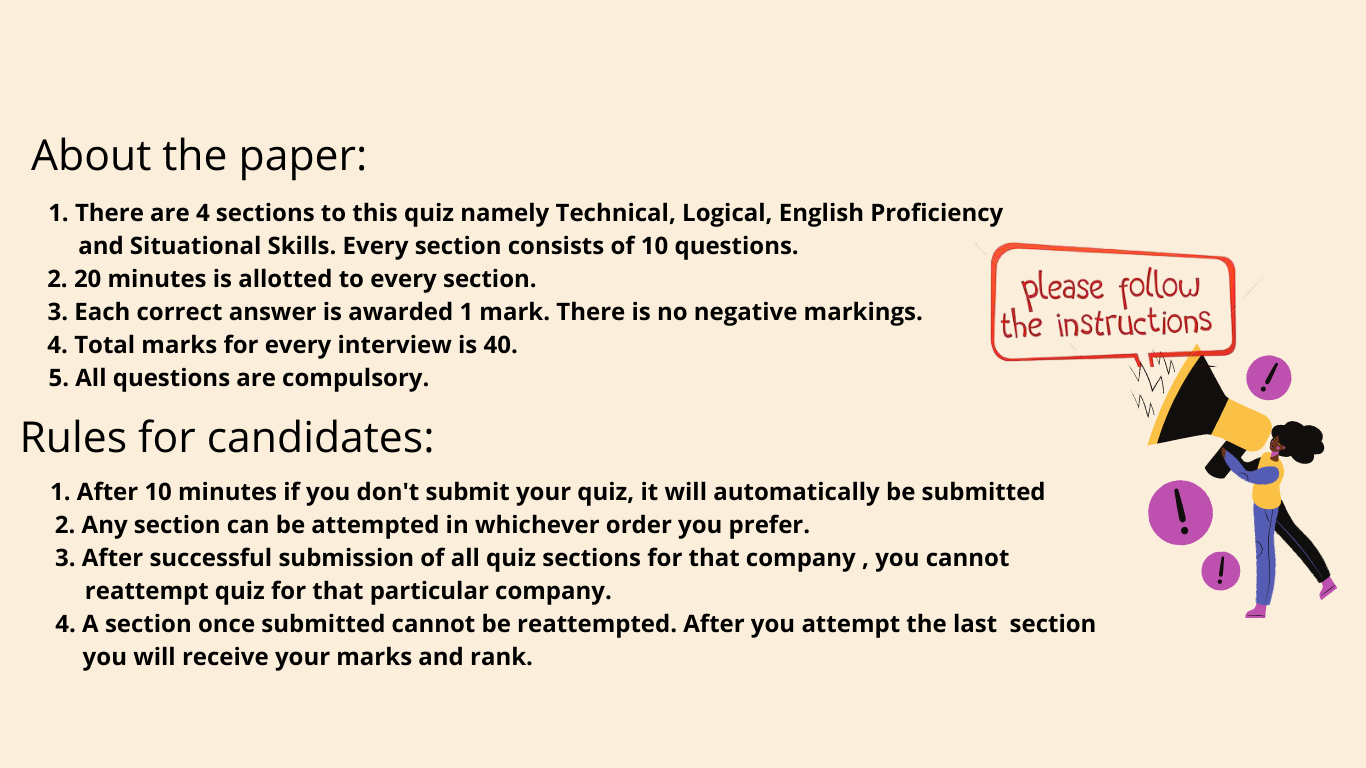 About the paper:
1. There are 4 sections to this quiz namely Technical, Logical, English Proficiency
and Situational Skills. Every section consists of 10 questions.
2. 20 minutes is allotted to every section.
3. Each correct answer is awarded 1 mark. There is no negative markings.
4. Total marks for every interview is 40.
5. All questions are compulsory.
please follow
the instructions
Rules for candidates:
1. After 10 minutes if you don't submit your quiz, it will automatically be submitted
2. Any section can be attempted in whichever order you prefer.
3. After successful submission of all quiz sections for that company , you cannot
reattempt quiz for that particular company.
4. A section once submitted cannot be reattempted. After you attempt the last  section
you will receive your marks and rank.
!
!
!